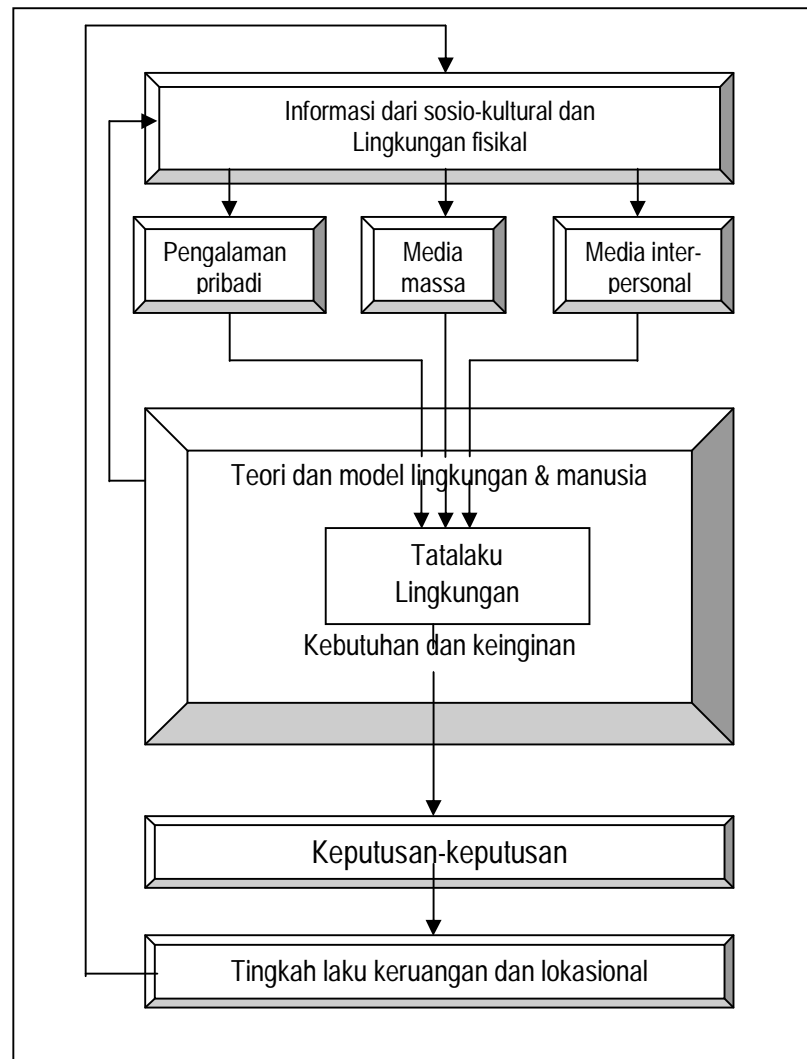 Informasi dari sosio-kultural dan
Lingkungan fisikal
Pengalaman
pribadi
Media
massa
Media inter-
personal
Teori dan model lingkungan & manusia
Tatalaku
Lingkungan
Kebutuhan dan keinginan
Keputusan-keputusan
Tingkah laku keruangan dan lokasional